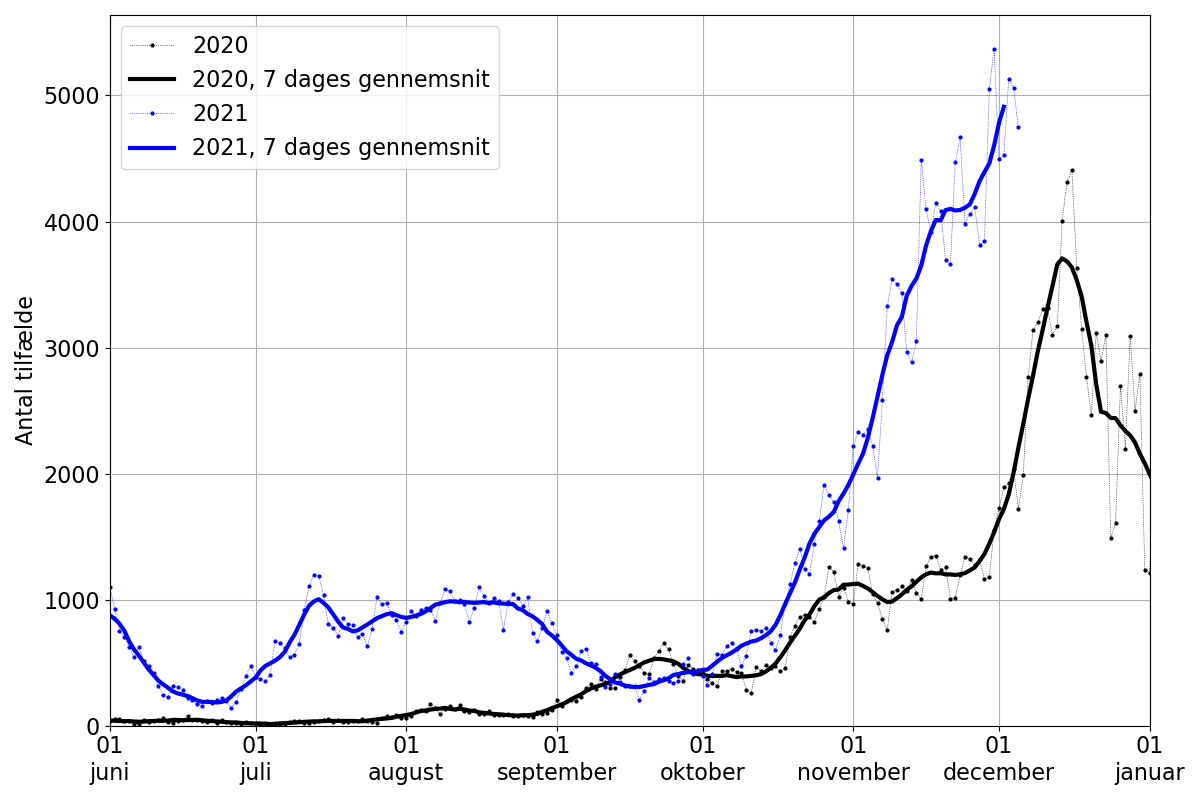 2020
2020, 7 dages gennemsnit
2021
2021, 7 dages gennemsnit
Antal tilfælde
5000
4000
3000
2000
1000
0
01 01 01 01 01 01 01 01
juni juli august september oktober november december januar